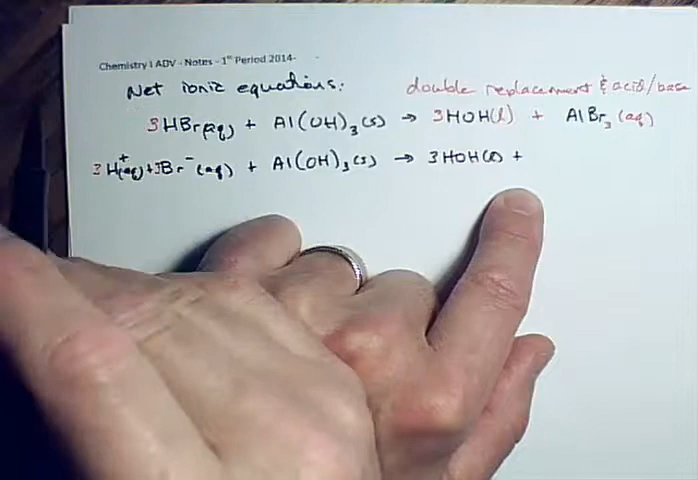 Chemistry I ADV - Notes - 1st Period 2014-
Net ionic equations: double replacement & acid/base
3HBr(aq) + Al(OH)₃(s) → 3HOH(l) + AlBr₃(aq)
3H⁺(aq)+3Br⁻(aq) + Al(OH)₃(s) → 3HOH(l) +